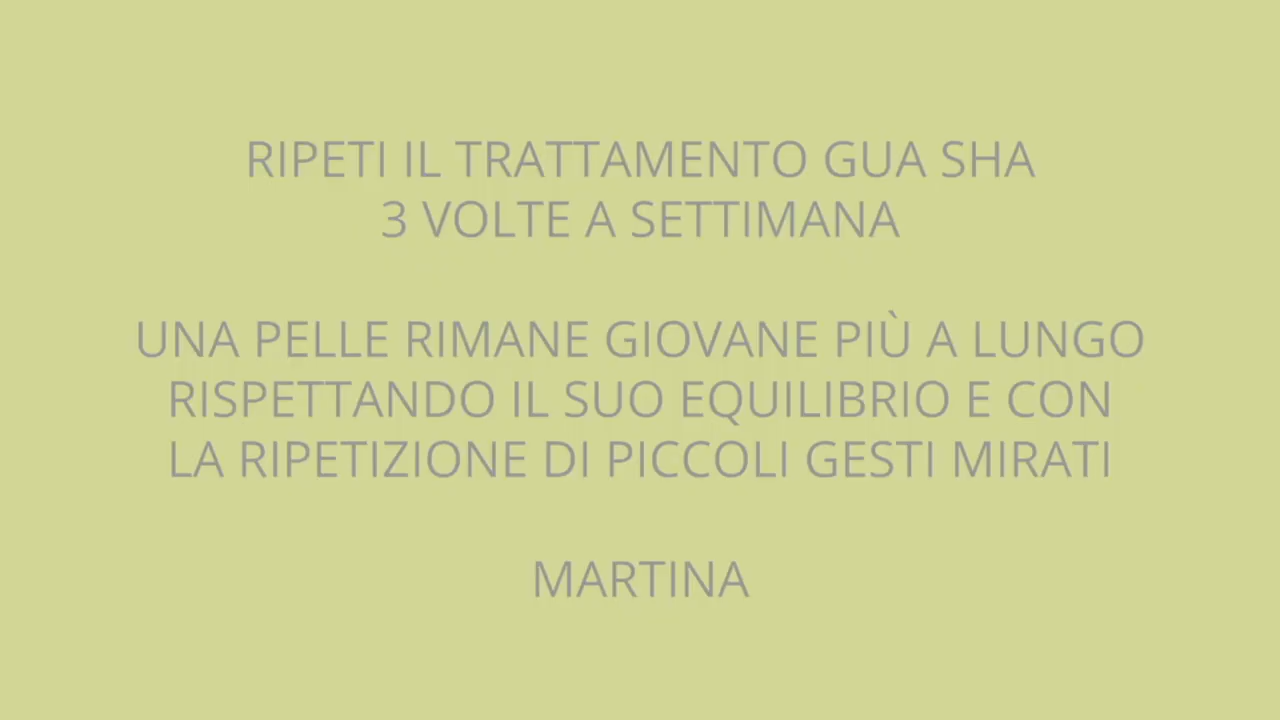 RIPETI IL TRATTAMENTO GUA SHA
3 VOLTE A SETTIMANA
UNA PELLE RIMANE GIOVANE PIÙ A LUNGO
RISPETTANDO IL SUO EQUILIBRIO E CON
LA RIPETIZIONE DI PICCOLI GESTI MIRATI
MARTINA